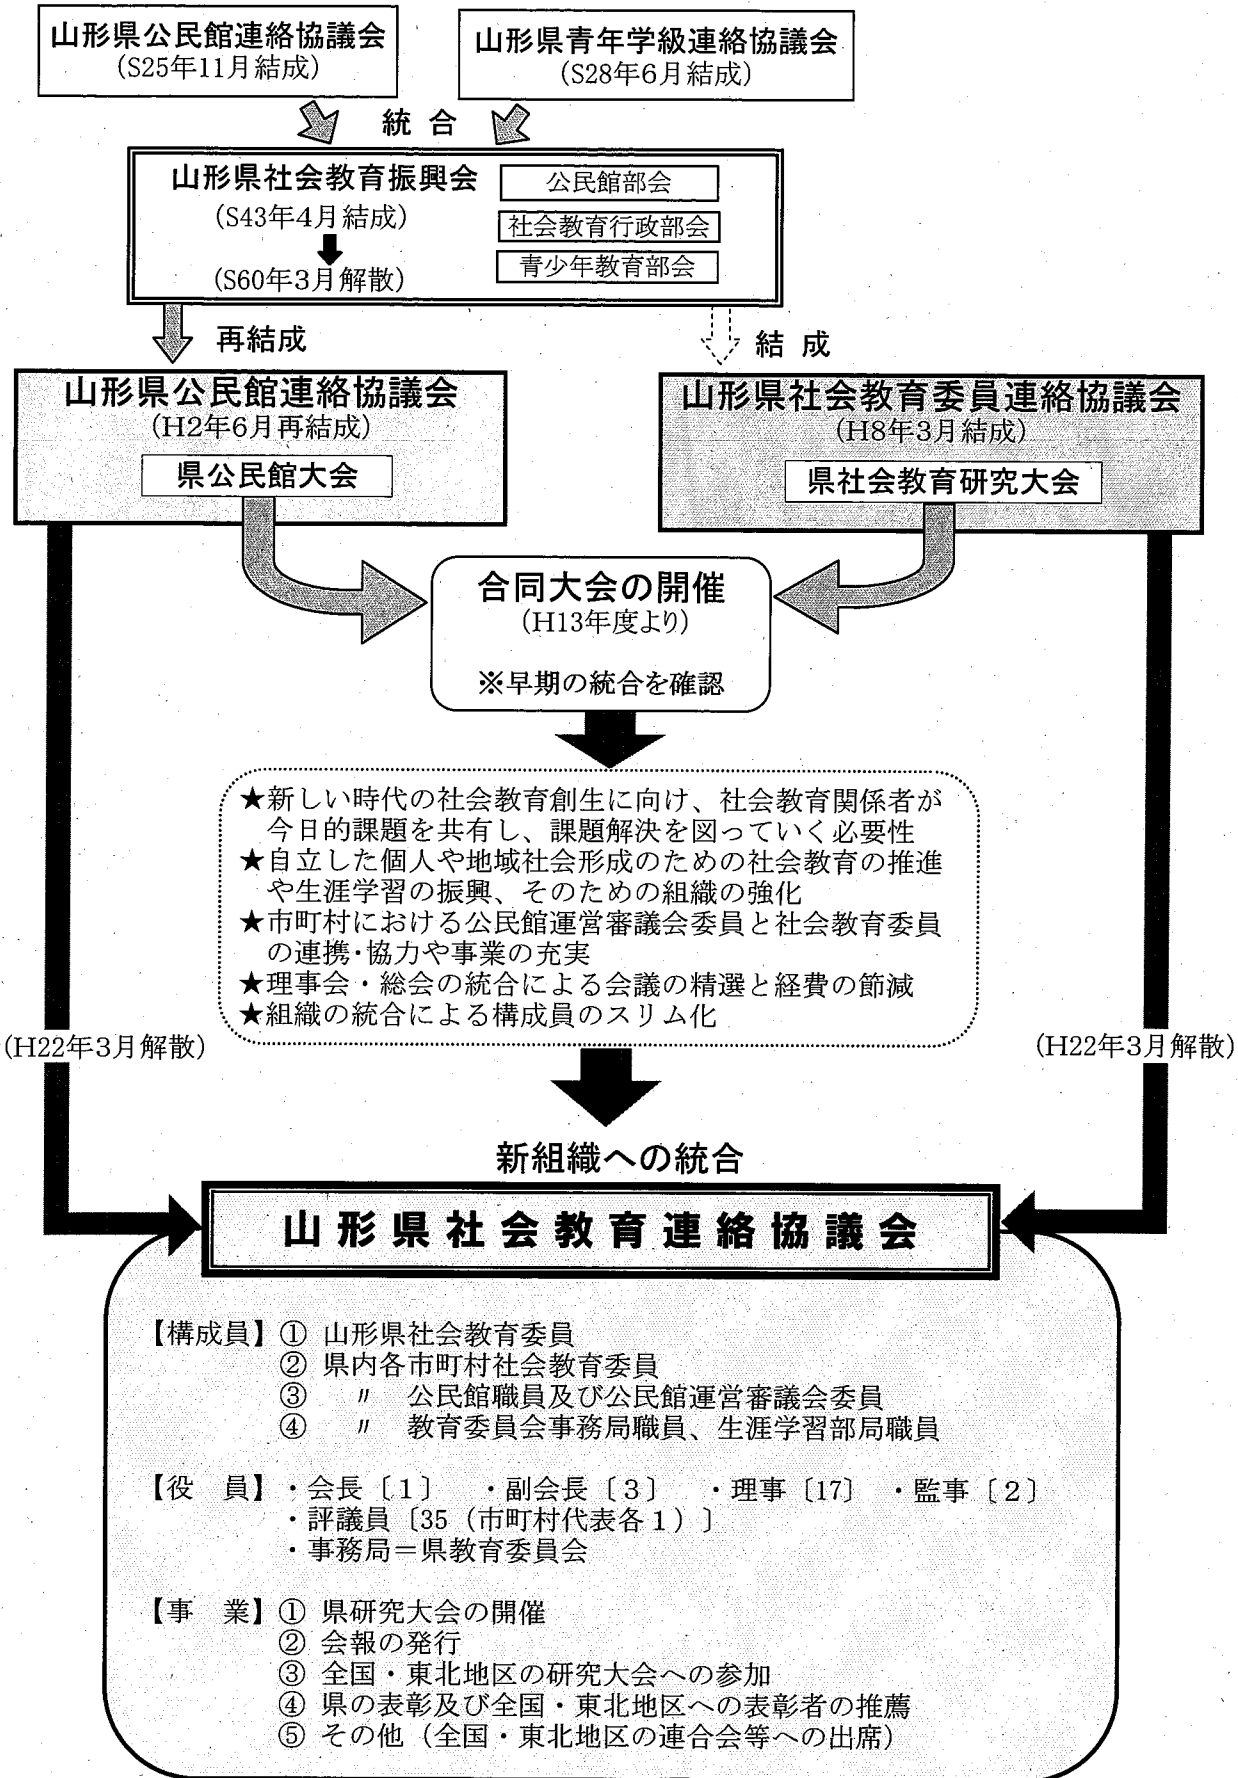 山形県公民館連絡協議会
(S25年11月結成)
山形県青年学級連絡協議会
(S28年6月結成)
統 合
山形県社会教育振興会
(S43年4月結成)
(S60年3月解散)
公民館部会
社会教育行政部会
青少年教育部会
再結成
結 成
山形県公民館連絡協議会
(H2年6月再結成)
県公民館大会
山形県社会教育委員連絡協議会
(H8年3月結成)
県社会教育研究大会
合同大会の開催
(H13年度より)
※早期の統合を確認
★新しい時代の社会教育創生に向け、社会教育関係者が
今日的課題を共有し、課題解決を図っていく必要性
★自立した個人や地域社会形成のための社会教育の推進
や生涯学習の振興、そのための組織の強化
★市町村における公民館運営審議会委員と社会教育委員
の連携・協力や事業の充実
★理事会・総会の統合による会議の精選と経費の節減
★組織の統合による構成員のスリム化
(H22年3月解散)
(H22年3月解散)
新組織への統合
山形県社会教育連絡協議会
【構成員】① 山形県社会教育委員
② 県内各市町村社会教育委員
③ 〃 公民館職員及び公民館運営審議会委員
④ 〃 教育委員会事務局職員、生涯学習部局職員
【役 員】・会長〔1〕 ・副会長〔3〕 ・理事〔17〕 ・監事〔2〕
・評議員〔35（市町村代表各1）〕
・事務局＝県教育委員会
【事 業】① 県研究大会の開催
② 会報の発行
③ 全国・東北地区の研究大会への参加
④ 県の表彰及び全国・東北地区への表彰者の推薦
⑤ その他（全国・東北地区の連合会等への出席）